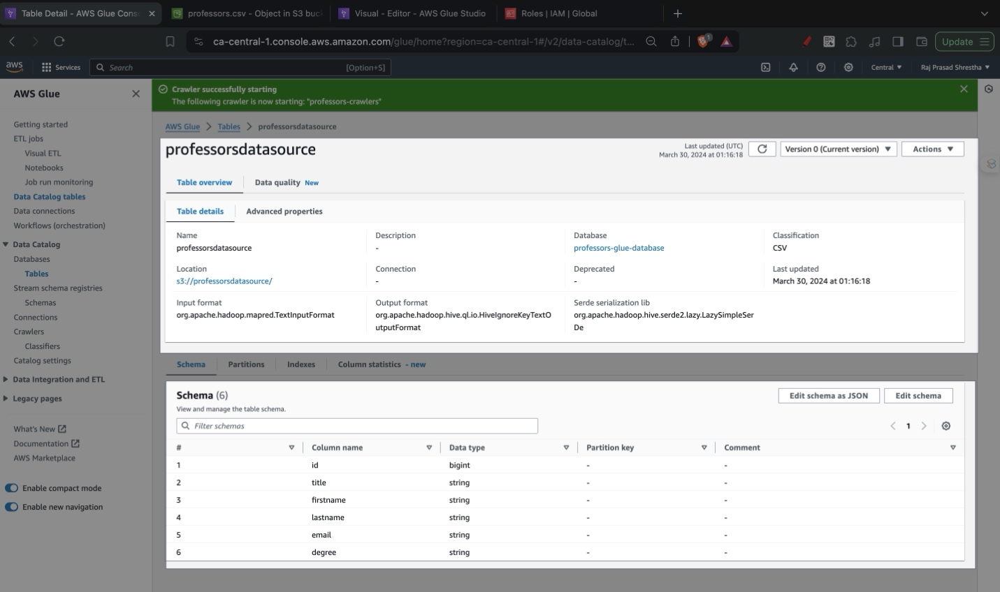 Table Detail - AWS Glue Cons
professors.csv - Object in S3 buc
Visual - Editor - AWS Glue Studio
Roles | IAM | Global
ca-central-1.console.aws.amazon.com/glue/home?region=ca-central-1#/v2/data-catalog/t...
1
Update
aws
Services
Search
[Option+S]
Central
Raj Prasad Shrestha
AWS Glue
Getting started
ETL jobs
Visual ETL
Notebooks
Job run monitoring
Data Catalog tables
Data connections
Workflows (orchestration)
Data Catalog
Databases
Tables
Stream schema registries
Schemas
Connections
Crawlers
Classifiers
Catalog settings
Data Integration and ETL
Legacy pages
What's New
Documentation
AWS Marketplace
Enable compact mode
Enable new navigation
Crawler successfully starting
The following crawler is now starting: "professors-crawlers"
AWS Glue > Tables > professorsdatasource
professorsdatasource
Last updated (UTC)
March 30, 2024 at 01:16:18
Version 0 (Current version)
Actions
Table overview
Data quality New
Table details
Advanced properties
Name
professorsdatasource
Description
-
Database
professors-glue-database
Classification
CSV
Location
s3://professorsdatasource/
Connection
-
Deprecated
-
Last updated
March 30, 2024 at 01:16:18
Input format
org.apache.hadoop.mapred.TextInputFormat
Output format
org.apache.hadoop.hive.ql.io.HiveIgnoreKeyTextO
utputFormat
Serde serialization lib
org.apache.hadoop.hive.serde2.lazy.LazySimpleSer
De
Schema
Partitions
Indexes
Column statistics - new
Schema (6)
View and manage the table schema.
Edit schema as JSON
Edit schema
Filter schemas
1
# Column name Data type Partition key Comment
1 id bigint - -
2 title string - -
3 firstname string - -
4 lastname string - -
5 email string - -
6 degree string - -